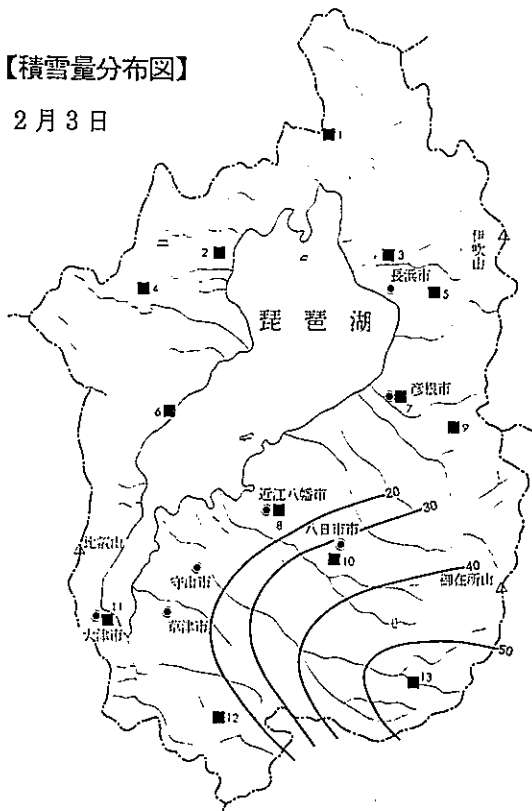 【積雪量分布図】
2月3日
1
2
3
伊吹山
長浜市
4
5
琵琶湖
彦根市
6
7
9
近江八幡市
20
30
8
八日市市
10
比叡山
守山市
40
御在所山
11
大津市
草津市
50
13
12